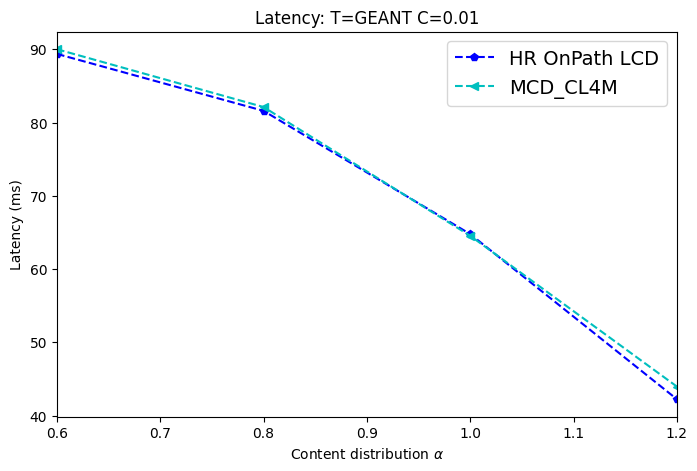 Latency: T=GEANT C=0.01
HR OnPath LCD
MCD_CL4M
Latency (ms)
90
80
70
60
50
40
0.6 0.7 0.8 0.9 1.0 1.1 1.2
Content distribution α